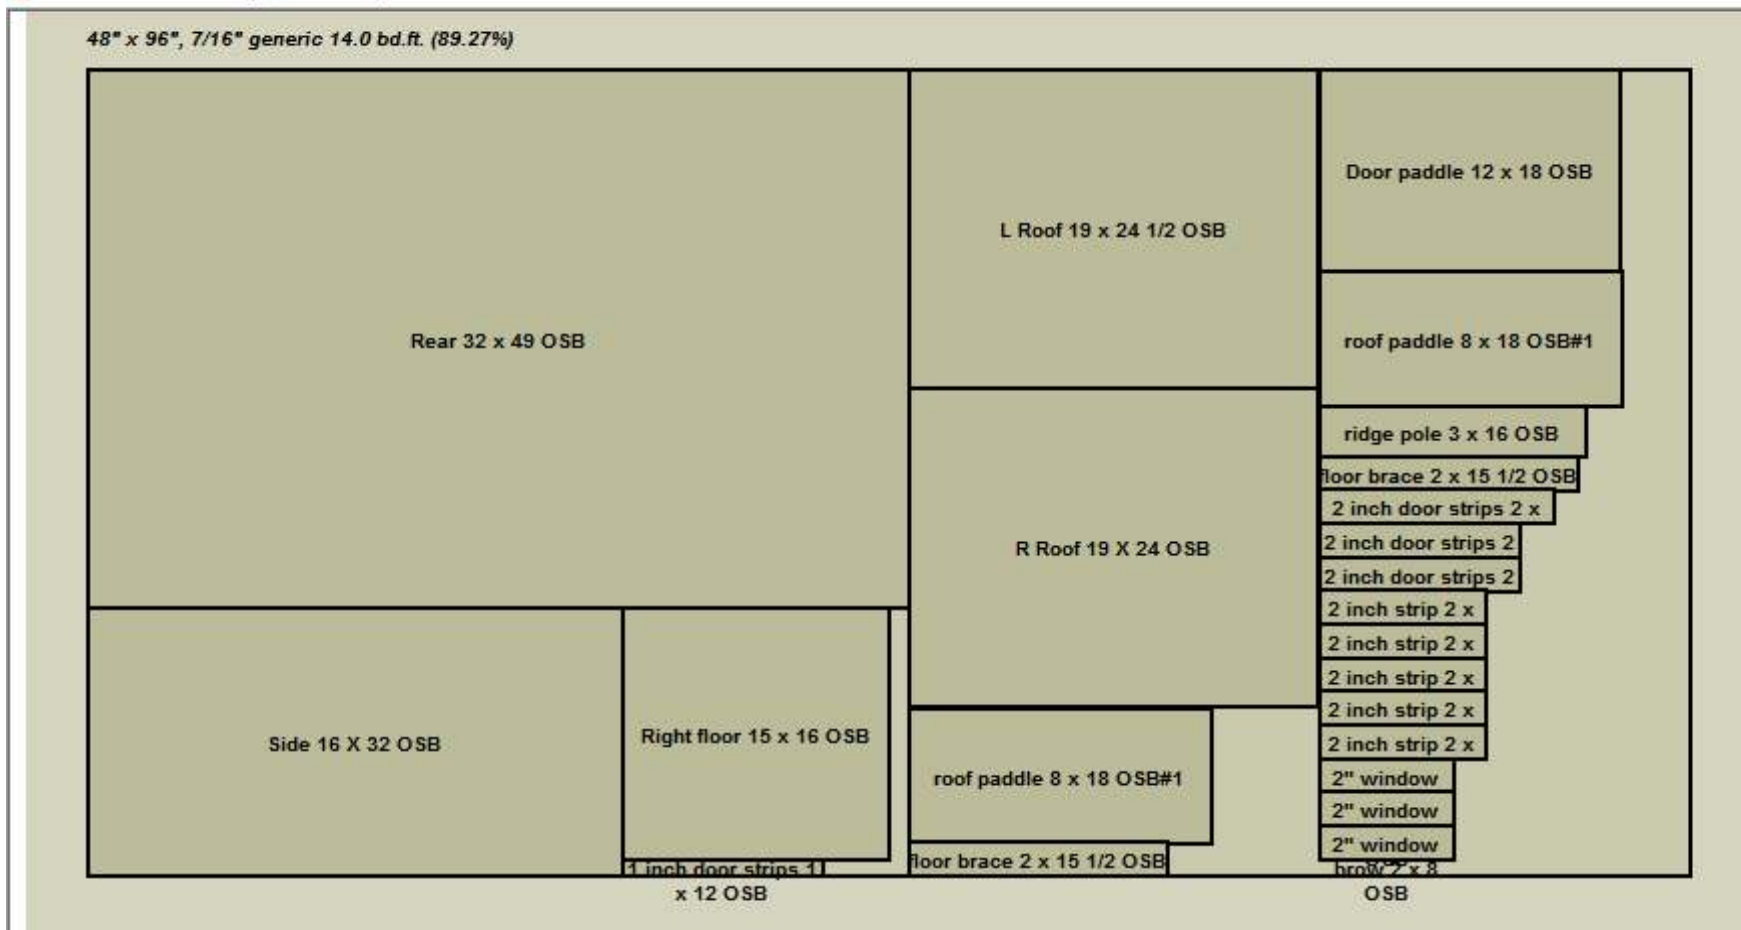 48" x 96", 7/16" generic 14.0 bd.ft. (89.27%)
Rear 32 x 49 OSB
L Roof 19 x 24 1/2 OSB
Door paddle 12 x 18 OSB
roof paddle 8 x 18 OSB#1
ridge pole 3 x 16 OSB
floor brace 2 x 15 1/2 OSB
2 inch door strips 2 x
2 inch door strips 2
2 inch door strips 2
R Roof 19 X 24 OSB
2 inch strip 2 x
2 inch strip 2 x
2 inch strip 2 x
2 inch strip 2 x
2 inch strip 2 x
Side 16 X 32 OSB
Right floor 15 x 16 OSB
roof paddle 8 x 18 OSB#1
2" window
2" window
2" window
1 inch door strips 1
x 12 OSB
floor brace 2 x 15 1/2 OSB
brow 2 x 8
OSB